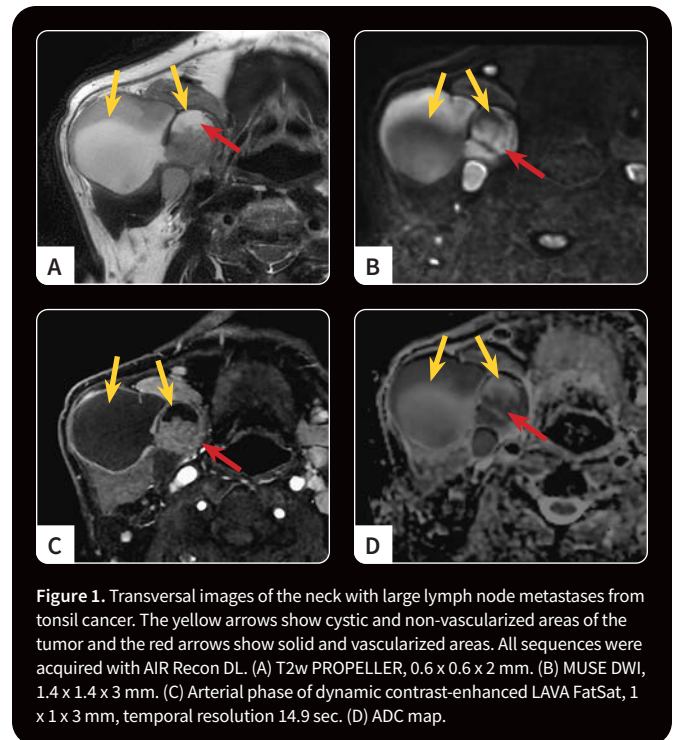 A
B
C
D
Figure 1. Transversal images of the neck with large lymph node metastases from
tonsil cancer. The yellow arrows show cystic and non-vascularized areas of the
tumor and the red arrows show solid and vascularized areas. All sequences were
acquired with AIR Recon DL. (A) T2w PROPELLER, 0.6 x 0.6 x 2 mm. (B) MUSE DWI,
1.4 x 1.4 x 3 mm. (C) Arterial phase of dynamic contrast-enhanced LAVA FatSat, 1
x 1 x 3 mm, temporal resolution 14.9 sec. (D) ADC map.